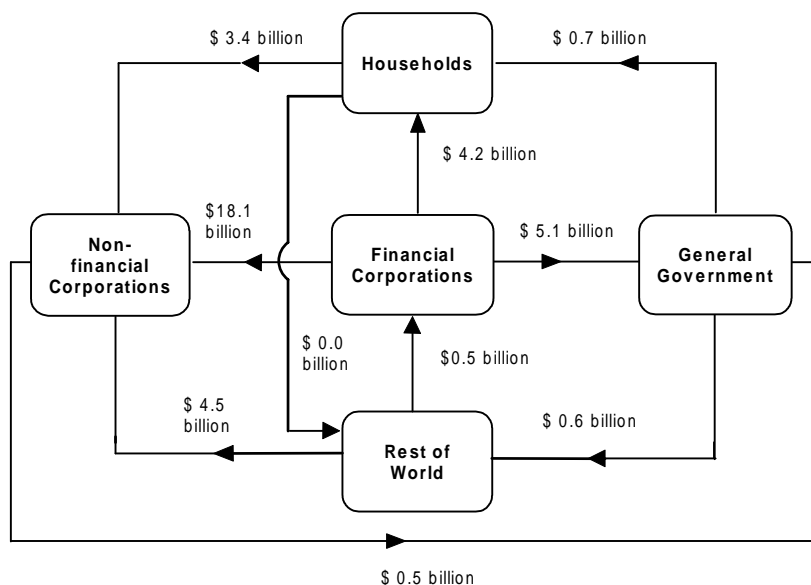 $ 3.4 billion
$ 0.7 billion
Households
$ 4.2 billion
$18.1
billion
$ 5.1 billion
Non-
financial
Corporations
Financial
Corporations
General
Government
$ 0.0
billion
$0.5 billion
$ 4.5
billion
$ 0.6 billion
Rest of
World
$ 0.5 billion